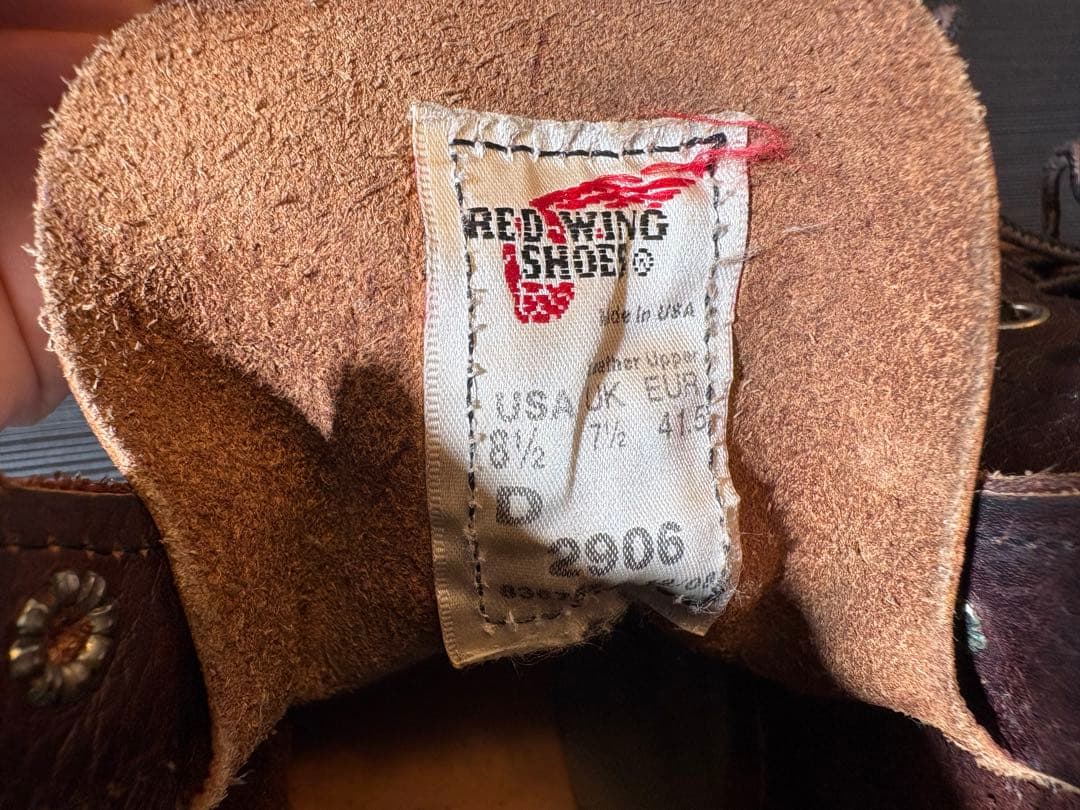 RED WING
SHOES®
Made in USA
Leather Upper
USA UK EUR
8½ 7½ 41.5
D
2906